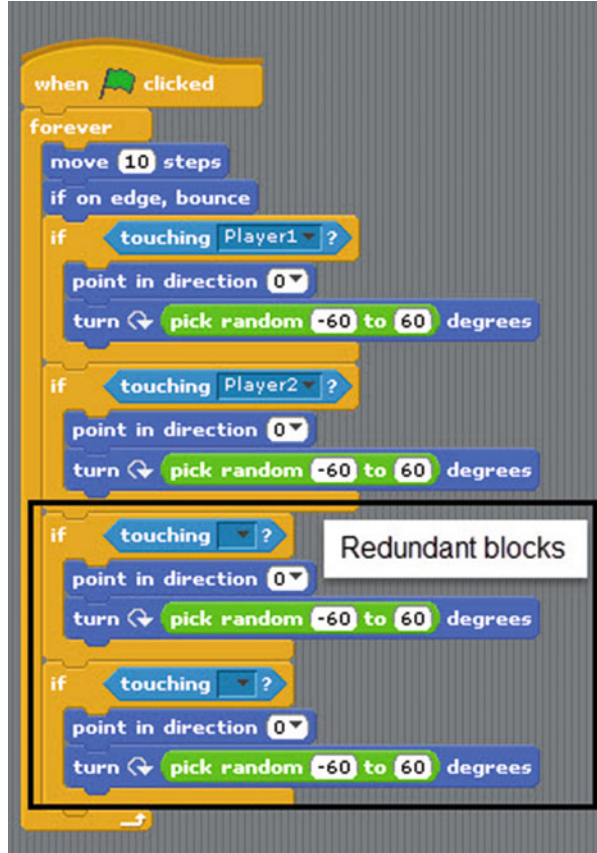 when clicked
forever
move 10 steps
if on edge, bounce
if touching Player1 ?
point in direction 0
turn pick random -60 to 60 degrees
if touching Player2 ?
point in direction 0
turn pick random -60 to 60 degrees
if touching ?
Redundant blocks
point in direction 0
turn pick random -60 to 60 degrees
if touching ?
point in direction 0
turn pick random -60 to 60 degrees